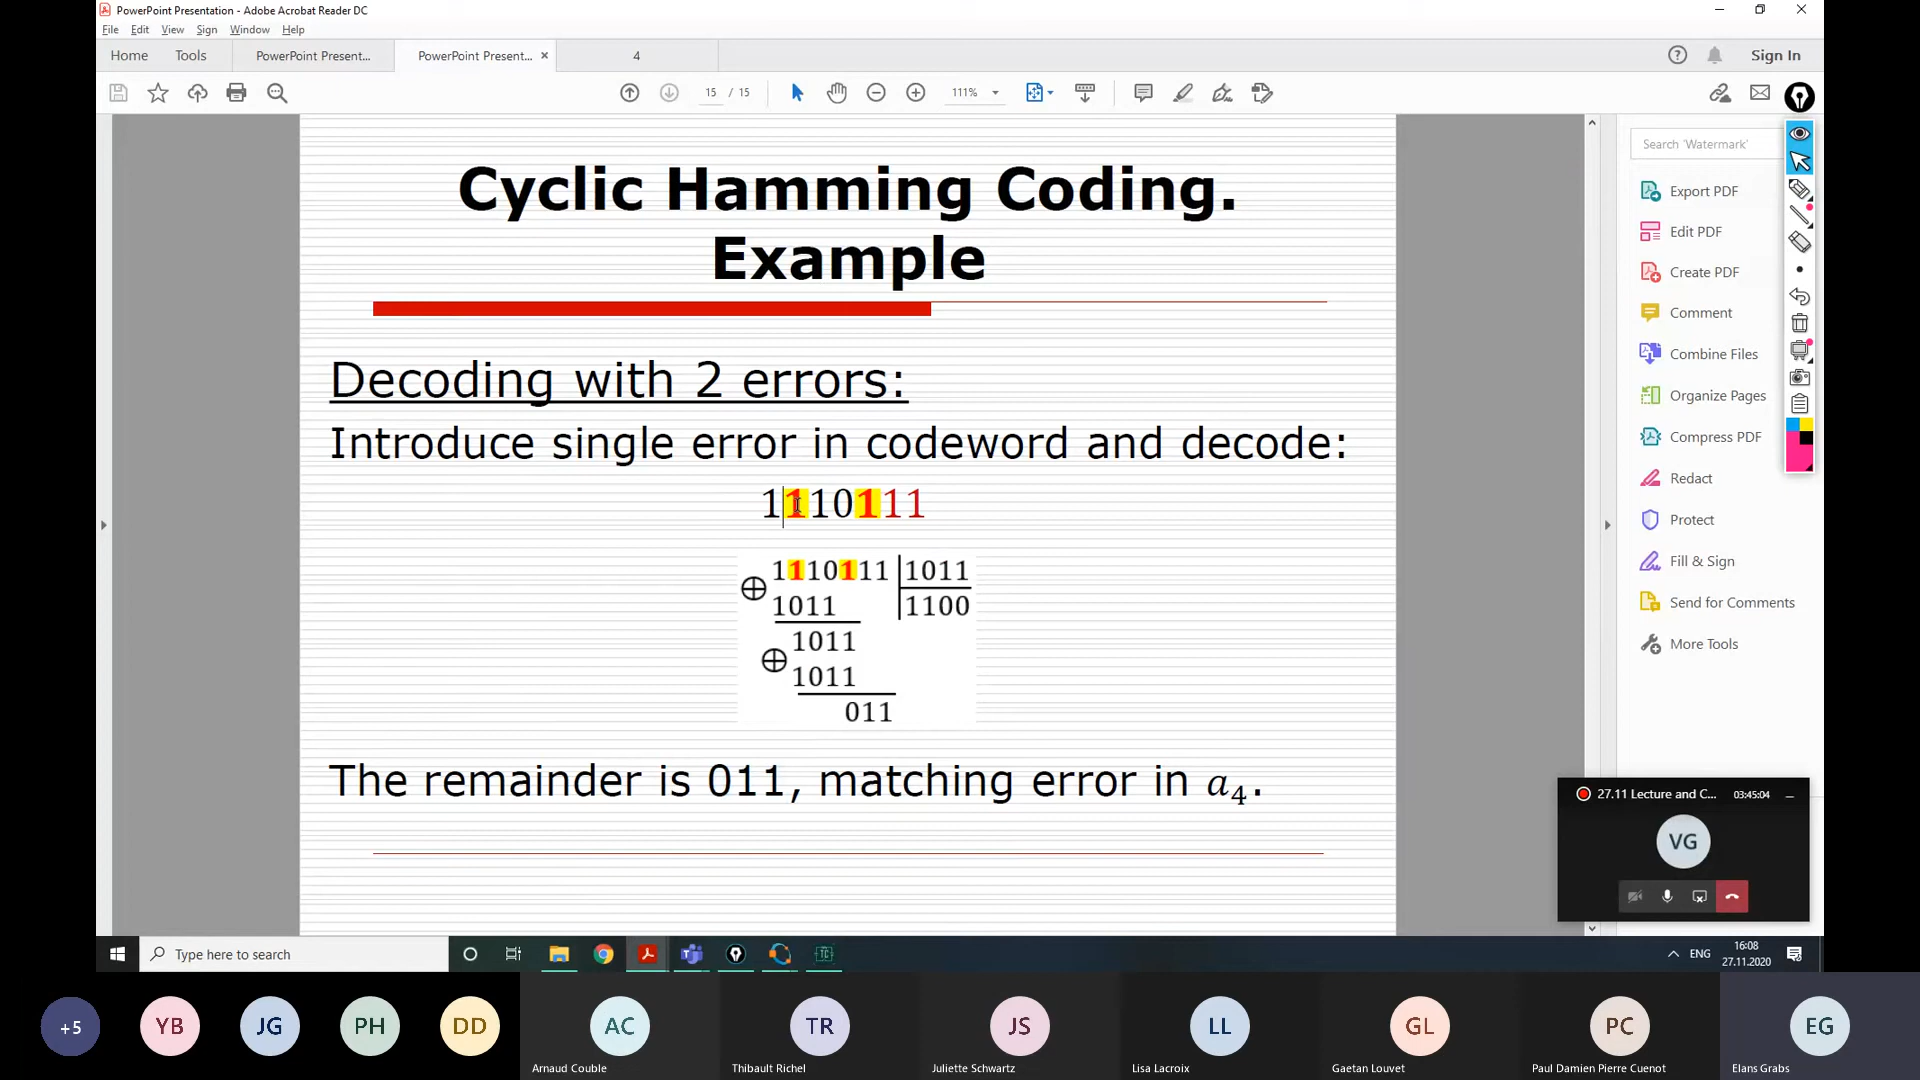 PowerPoint Presentation - Adobe Acrobat Reader DC
File Edit View Sign Window Help
Home Tools PowerPoint Present... PowerPoint Present... × 4
Sign In
15 / 15
111%
Search 'Watermark'
Cyclic Hamming Coding.
Example
Decoding with 2 errors:
Introduce single error in codeword and decode:
1110111
⊕ 1110111 1011
1011 1100
1011
⊕ 1011
011
The remainder is 011, matching error in a₄.
Export PDF
Edit PDF
Create PDF
Comment
Combine Files
Organize Pages
Compress PDF
Redact
Protect
Fill & Sign
Send for Comments
More Tools
27.11 Lecture and C... 03:45:04
VG
Type here to search
TC
ENG
16:08
27.11.2020
+5 YB JG PH DD AC TR JS LL GL PC EG
Arnaud Couble Thibault Richel Juliette Schwartz Lisa Lacroix Gaetan Louvet Paul Damien Pierre Cuenot Elans Grabs